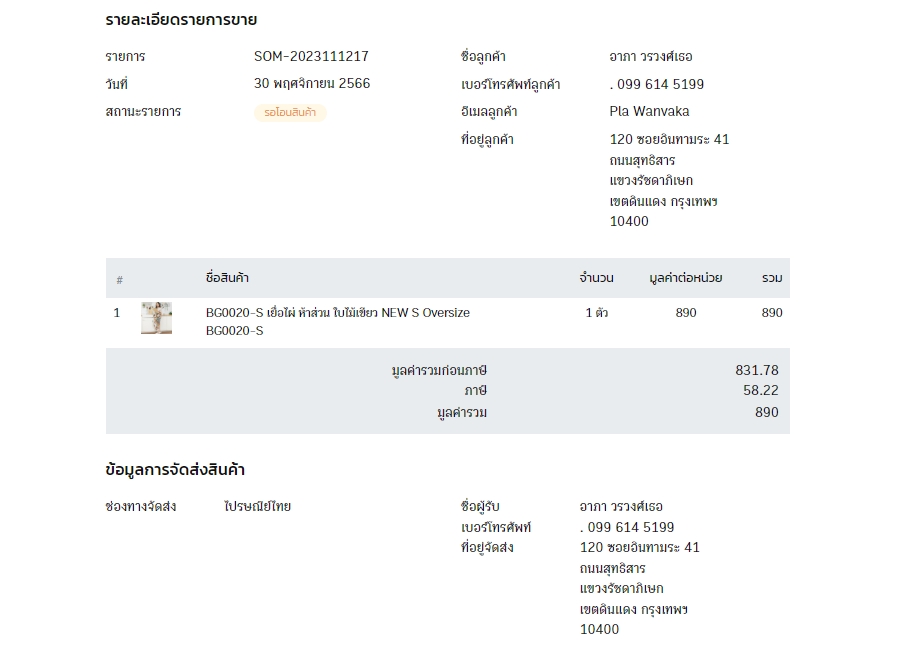 รายละเอียดรายการขาย
รายการ SOM-2023111217
วันที่ 30 พฤศจิกายน 2566
สถานะรายการ รอโอนสินค้า
ชื่อลูกค้า อาภา วรวงศ์เธอ
เบอร์โทรศัพท์ลูกค้า . 099 614 5199
อีเมลลูกค้า Pla Wanvaka
ที่อยู่ลูกค้า 120 ซอยอินทามระ 41
ถนนสุทธิสาร
แขวงรัชดาภิเษก
เขตดินแดง กรุงเทพฯ
10400
# ชื่อสินค้า จำนวน มูลค่าต่อหน่วย รวม
1 BG0020-S เยื่อไผ่ ห้าส่วน ใบไม้เขียว NEW S Oversize 1 ตัว 890 890
BG0020-S
มูลค่ารวมก่อนภาษี 831.78
ภาษี 58.22
มูลค่ารวม 890
ข้อมูลการจัดส่งสินค้า
ช่องทางจัดส่ง ไปรษณีย์ไทย
ชื่อผู้รับ อาภา วรวงศ์เธอ
เบอร์โทรศัพท์ . 099 614 5199
ที่อยู่จัดส่ง 120 ซอยอินทามระ 41
ถนนสุทธิสาร
แขวงรัชดาภิเษก
เขตดินแดง กรุงเทพฯ
10400